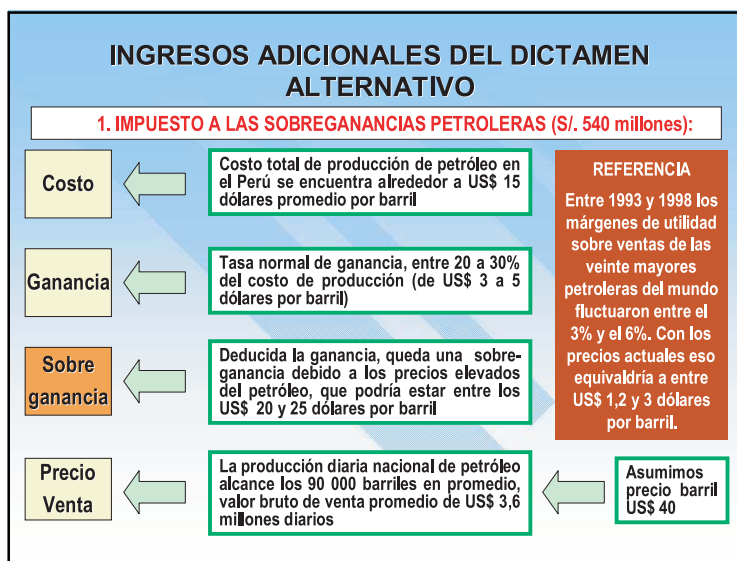 INGRESOS ADICIONALES DEL DICTAMEN
ALTERNATIVO
1. IMPUESTO A LAS SOBREGANANCIAS PETROLERAS (S/. 540 millones):
Costo
Costo total de producción de petróleo en
el Perú se encuentra alrededor a US$ 15
dólares promedio por barril
Ganancia
Tasa normal de ganancia, entre 20 a 30%
del costo de producción (de US$ 3 a 5
dólares por barril)
Sobre
ganancia
Deducida la ganancia, queda una sobre-
ganancia debido a los precios elevados
del petróleo, que podría estar entre los
US$ 20 y 25 dólares por barril
REFERENCIA
Entre 1993 y 1998 los
márgenes de utilidad
sobre ventas de las
veinte mayores
petroleras del mundo
fluctuaron entre el
3% y el 6%. Con los
precios actuales eso
equivaldría a entre
US$ 1,2 y 3 dólares
por barril.
Precio
Venta
La producción diaria nacional de petróleo
alcance los 90 000 barriles en promedio,
valor bruto de venta promedio de US$ 3,6
millones diarios
Asumimos
precio barril
US$ 40